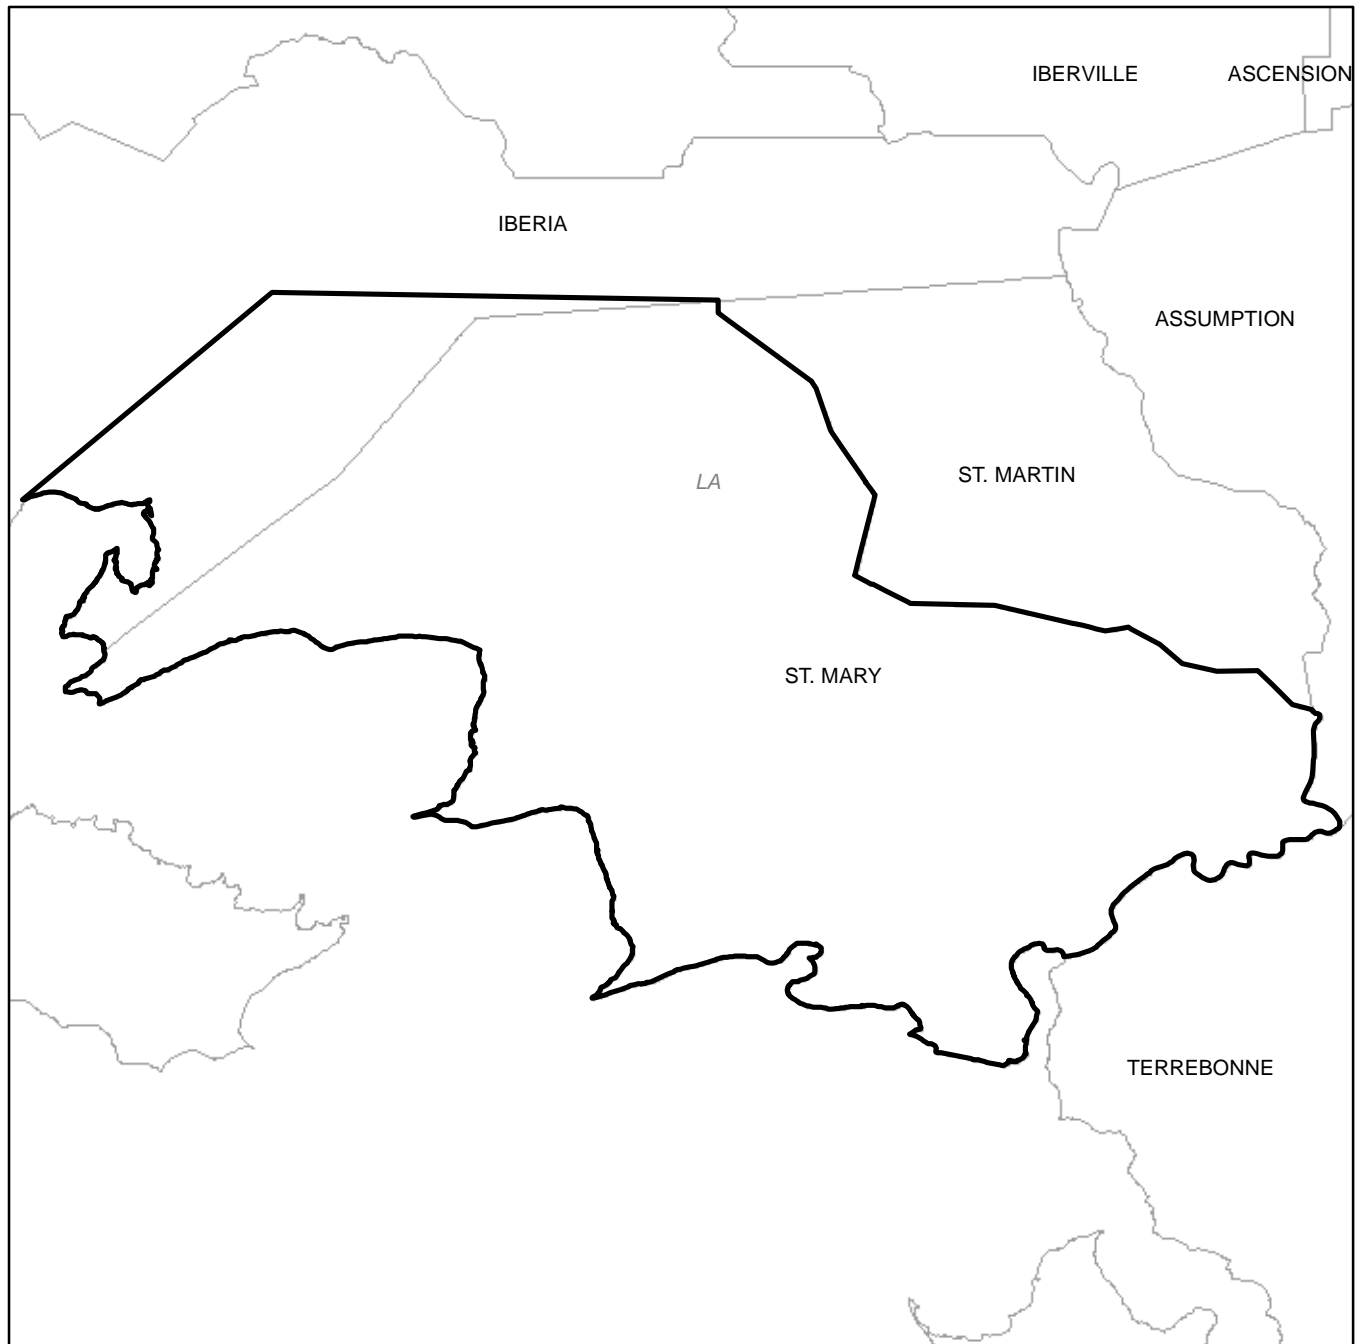 IBERVILLE
ASCENSION
IBERIA
ASSUMPTION
LA
ST. MARTIN
ST. MARY
TERREBONNE